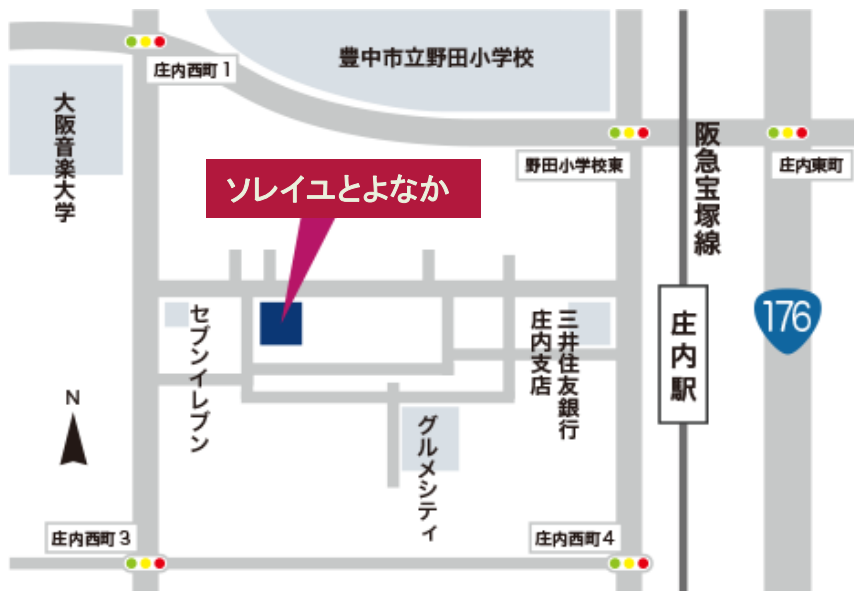 庄内西町1
豊中市立野田小学校
大阪音楽大学
野田小学校東
阪急宝塚線
庄内東町
ソレイユとよなか
セブンイレブン
三井住友銀行
庄内支店
庄内駅
176
N
グルメシティ
庄内西町3
庄内西町4